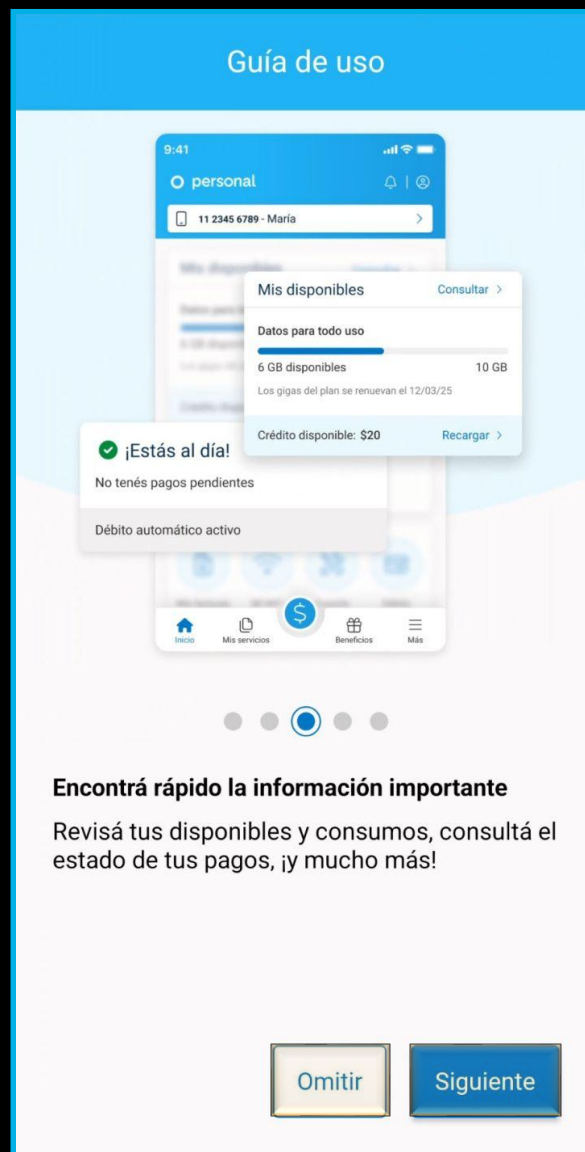 Guía de uso
9:41
personal
11 2345 6789 - María
Mis disponibles
Consultar
Datos para todo uso
6 GB disponibles
10 GB
Los gigas del plan se renuevan el 12/03/25
Crédito disponible: $20
Recargar
¡Estás al día!
No tenés pagos pendientes
Débito automático activo
$
Inicio
Mis servicios
Beneficios
Más
Encontrá rápido la información importante
Revisá tus disponibles y consumos, consultá el
estado de tus pagos, ¡y mucho más!
Omitir
Siguiente